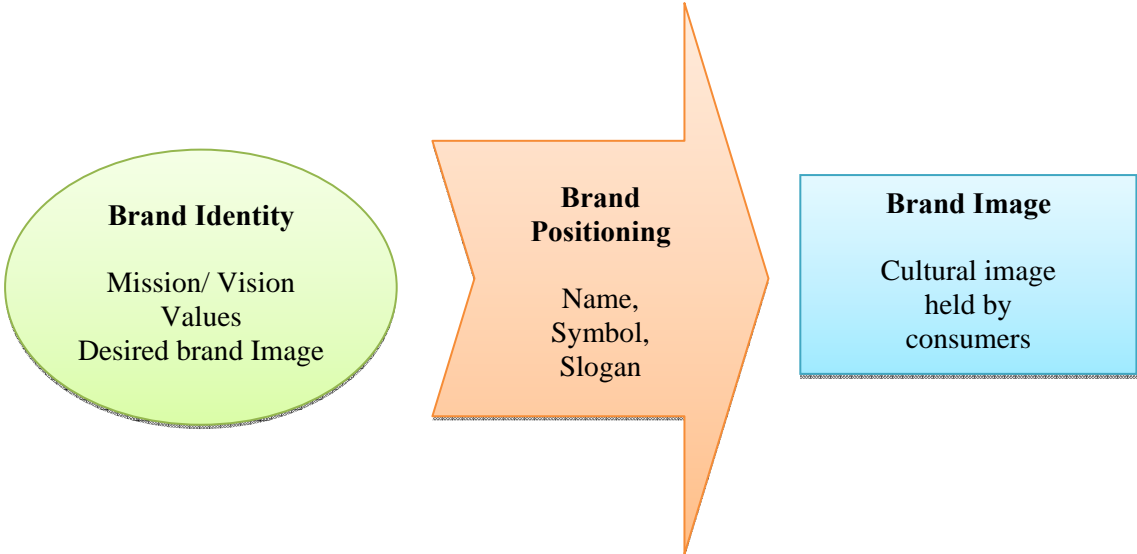 Brand Identity
Mission/ Vision
Values
Desired brand Image
Brand
Positioning
Name,
Symbol,
Slogan
Brand Image
Cultural image
held by
consumers